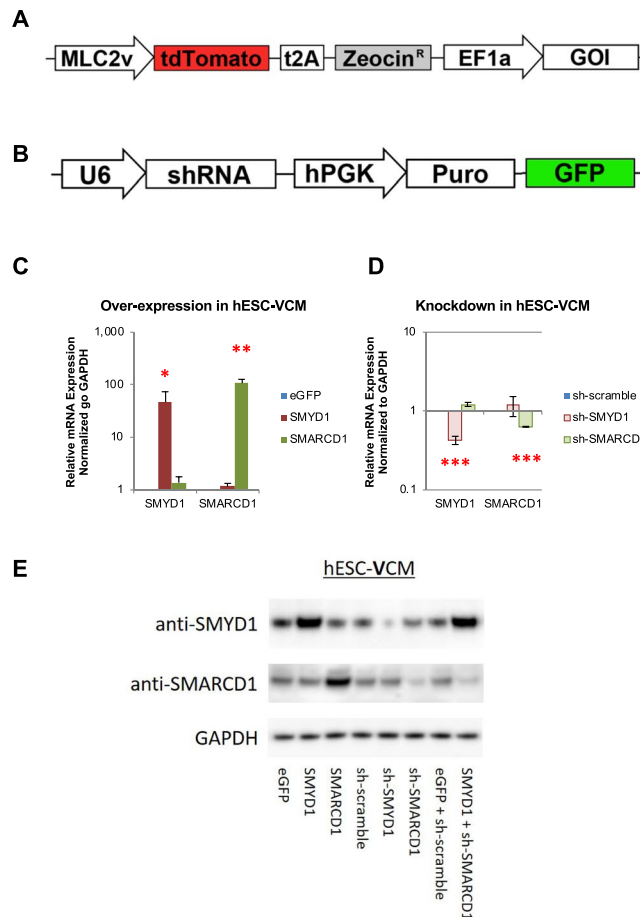 A
MLC2v tdTomato t2A Zeocin^R EF1a GOI
B
U6 shRNA hPGK Puro GFP
C
Over-expression in hESC-VCM
Relative mRNA Expression
Normalized go GAPDH
1,000
100
10
1
*
**
SMYD1 SMARCD1
eGFP
SMYD1
SMARCD1
D
Knockdown in hESC-VCM
Relative mRNA Expression
Normalized to GAPDH
10
1
0.1
***
***
SMYD1 SMARCD1
sh-scramble
sh-SMYD1
sh-SMARCD
E
hESC-VCM
anti-SMYD1
anti-SMARCD1
GAPDH
eGFP
SMYD1
SMARCD1
sh-scramble
sh-SMYD1
sh-SMARCD1
eGFP + sh-scramble
SMYD1 + sh-SMARCD1